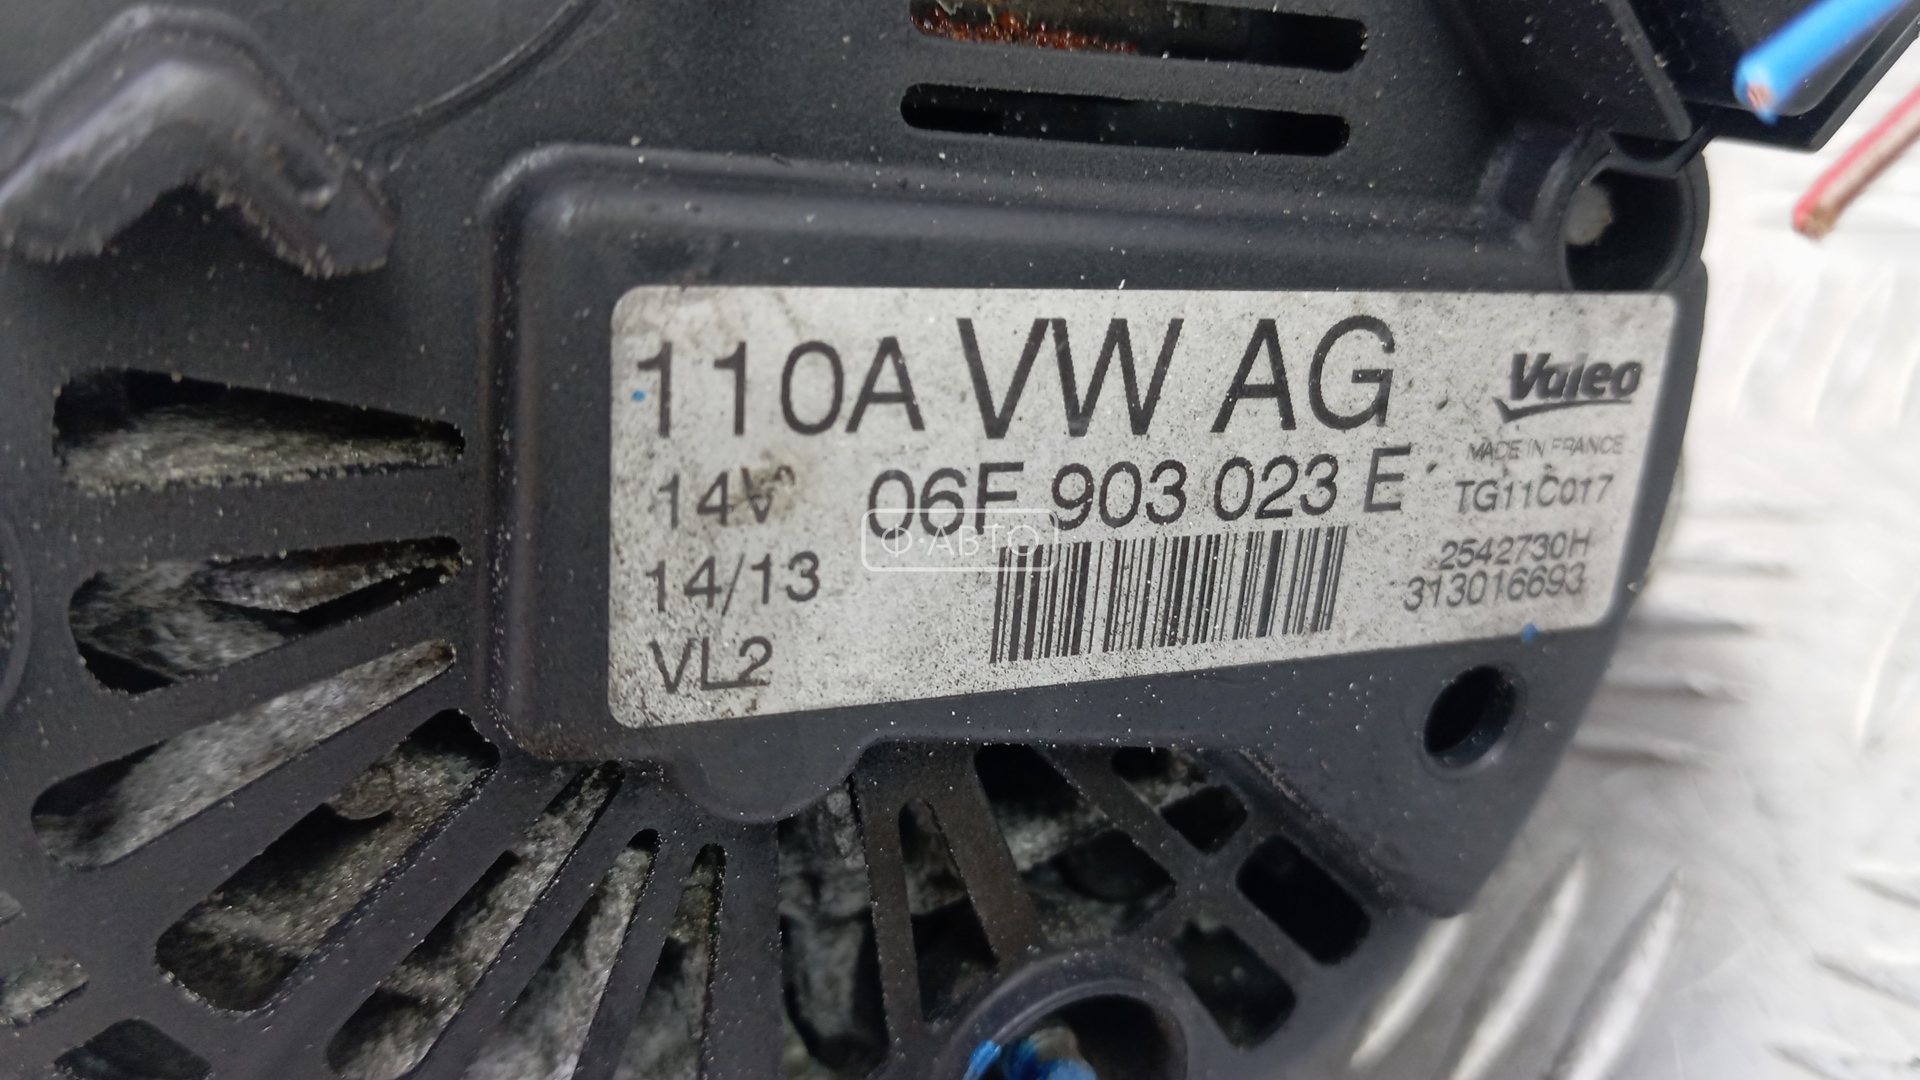 110A VW AG
Valeo
MADE IN FRANCE
14V 06F 903 023 E
TG11C017
Ф·АВТО
14/13
2542730H
313016693
VL2